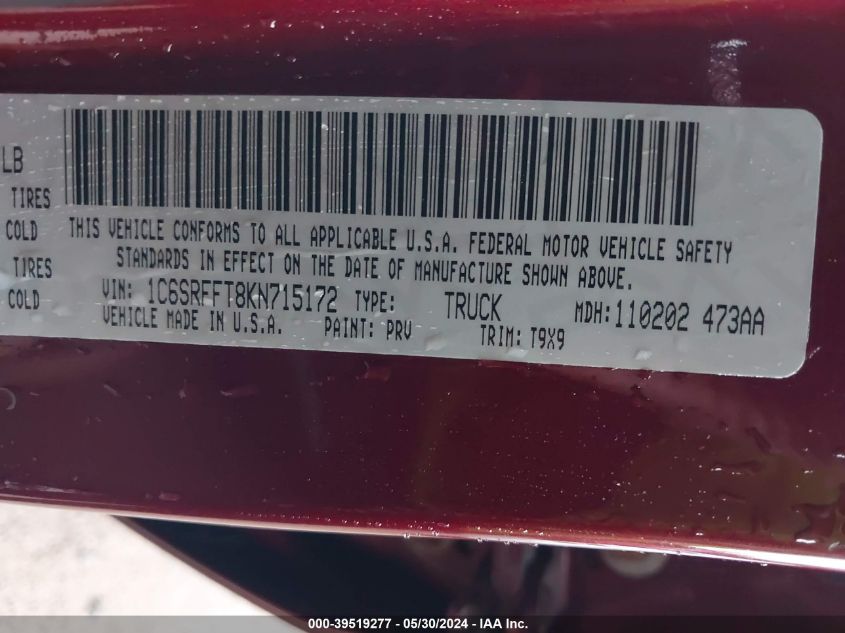 LB
TIRES
COLD
TIRES
COLD
THIS VEHICLE CONFORMS TO ALL APPLICABLE U.S.A. FEDERAL MOTOR VEHICLE SAFETY
STANDARDS IN EFFECT ON THE DATE OF MANUFACTURE SHOWN ABOVE.
VIN: 1C6SRFFT8KN715172 TYPE: TRUCK MDH: 110202 473AA
VEHICLE MADE IN U.S.A. PAINT: PRV TRIM: T9X9
000-39519277 - 05/30/2024 - IAA Inc.